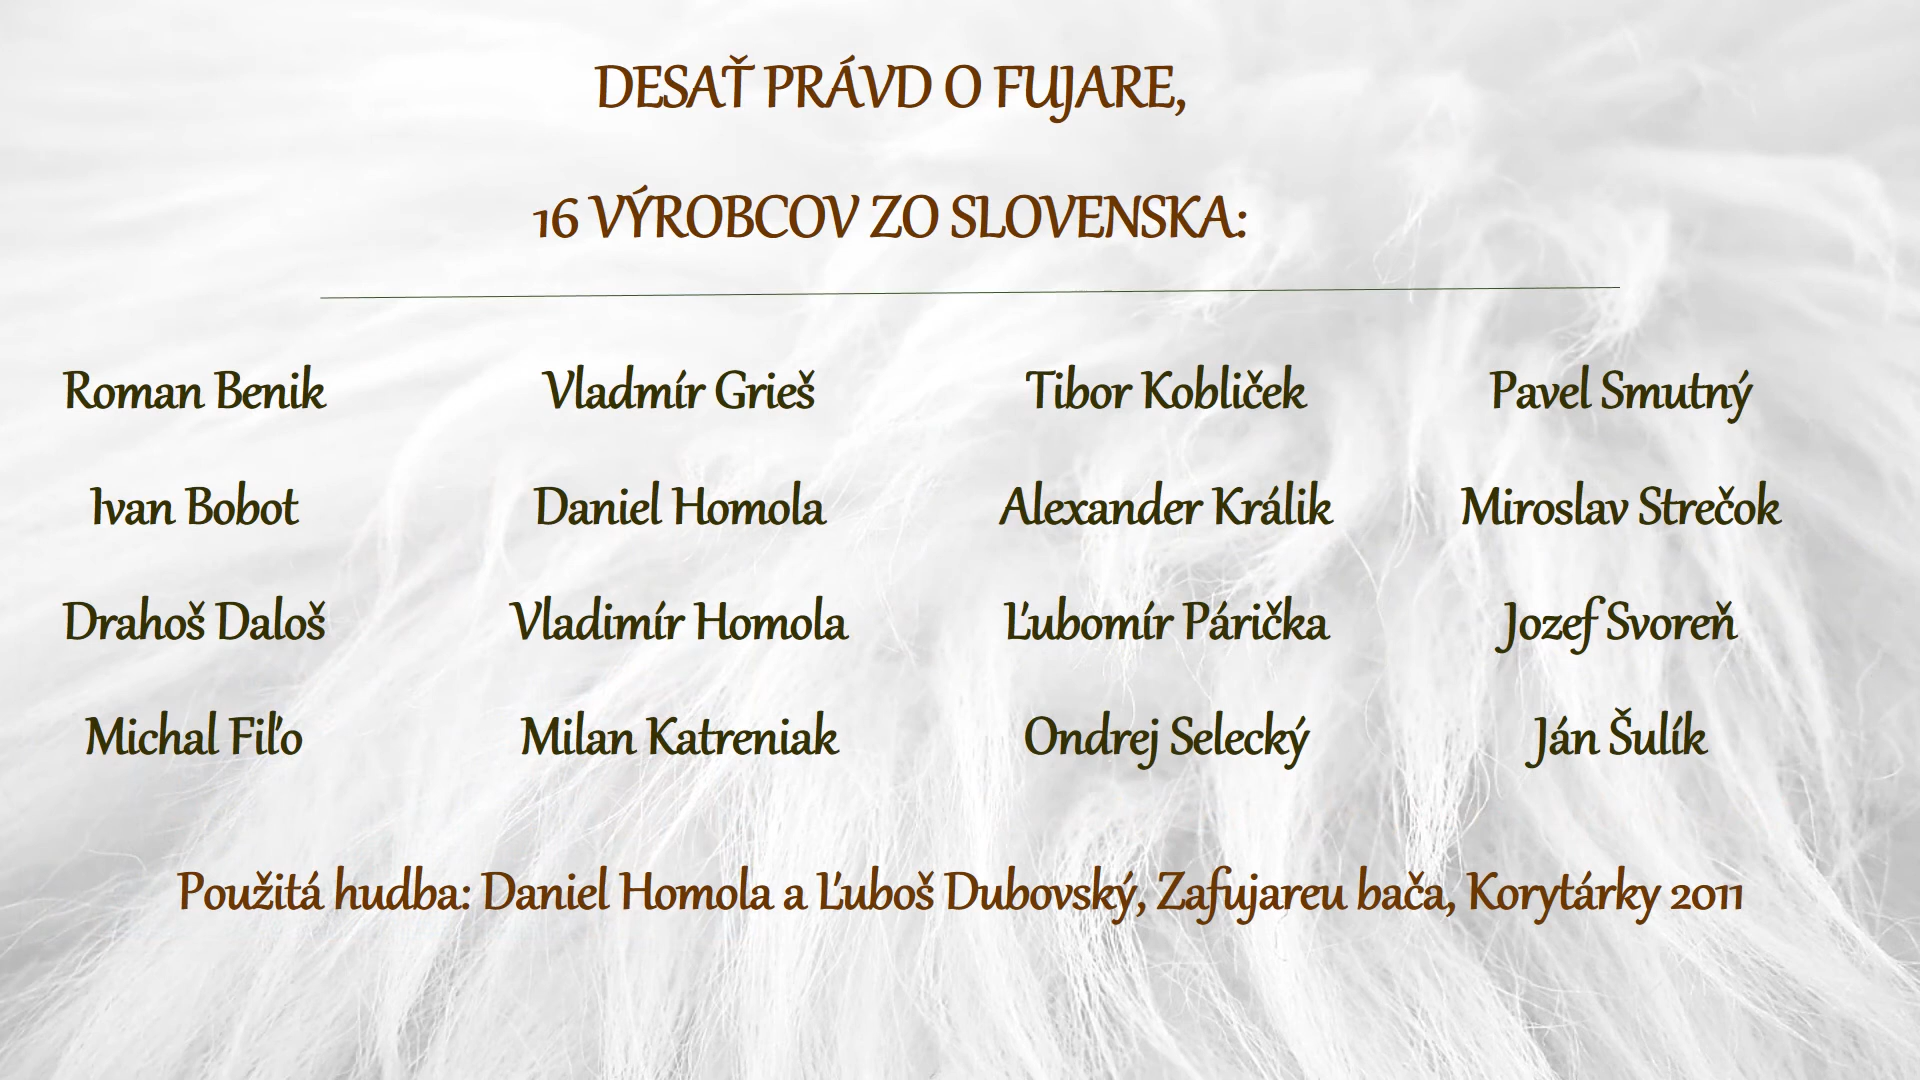 DESAŤ PRÁVD O FUJARE,
16 VÝROBCOV ZO SLOVENSKA:
Roman Benik
Ivan Bobot
Drahoš Daloš
Michal Fiľo
Vladmír Grieš
Daniel Homola
Vladimír Homola
Milan Katreniak
Tibor Kobliček
Alexander Králik
Ľubomír Párička
Ondrej Selecký
Pavel Smutný
Miroslav Strečok
Jozef Svoreň
Ján Šulík
Použitá hudba: Daniel Homola a Ľuboš Dubovský, Zafujareu bača, Korytárky 2011